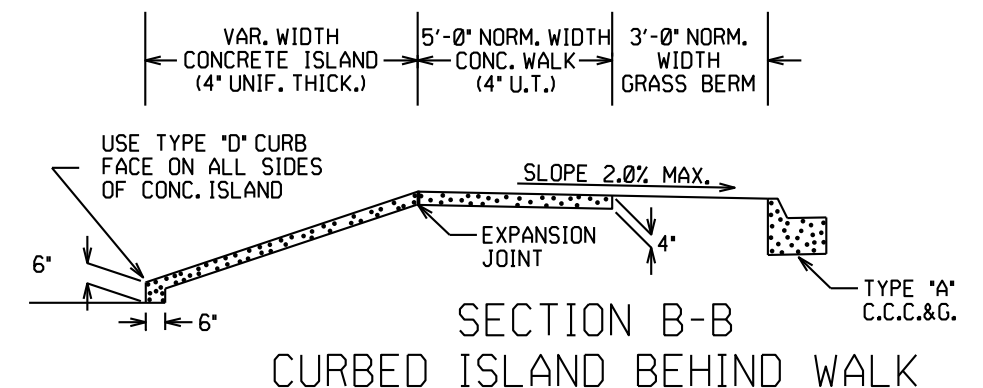 VAR. WIDTH
CONCRETE ISLAND
(4" UNIF. THICK.)
5'-0" NORM. WIDTH
CONC. WALK
(4" U.T.)
3'-0" NORM.
WIDTH
GRASS BERM
USE TYPE "D" CURB
FACE ON ALL SIDES
OF CONC. ISLAND
SLOPE 2.0% MAX.
EXPANSION
JOINT
4"
6"
6"
TYPE "A"
C.C.C.&G.
SECTION B-B
CURBED ISLAND BEHIND WALK